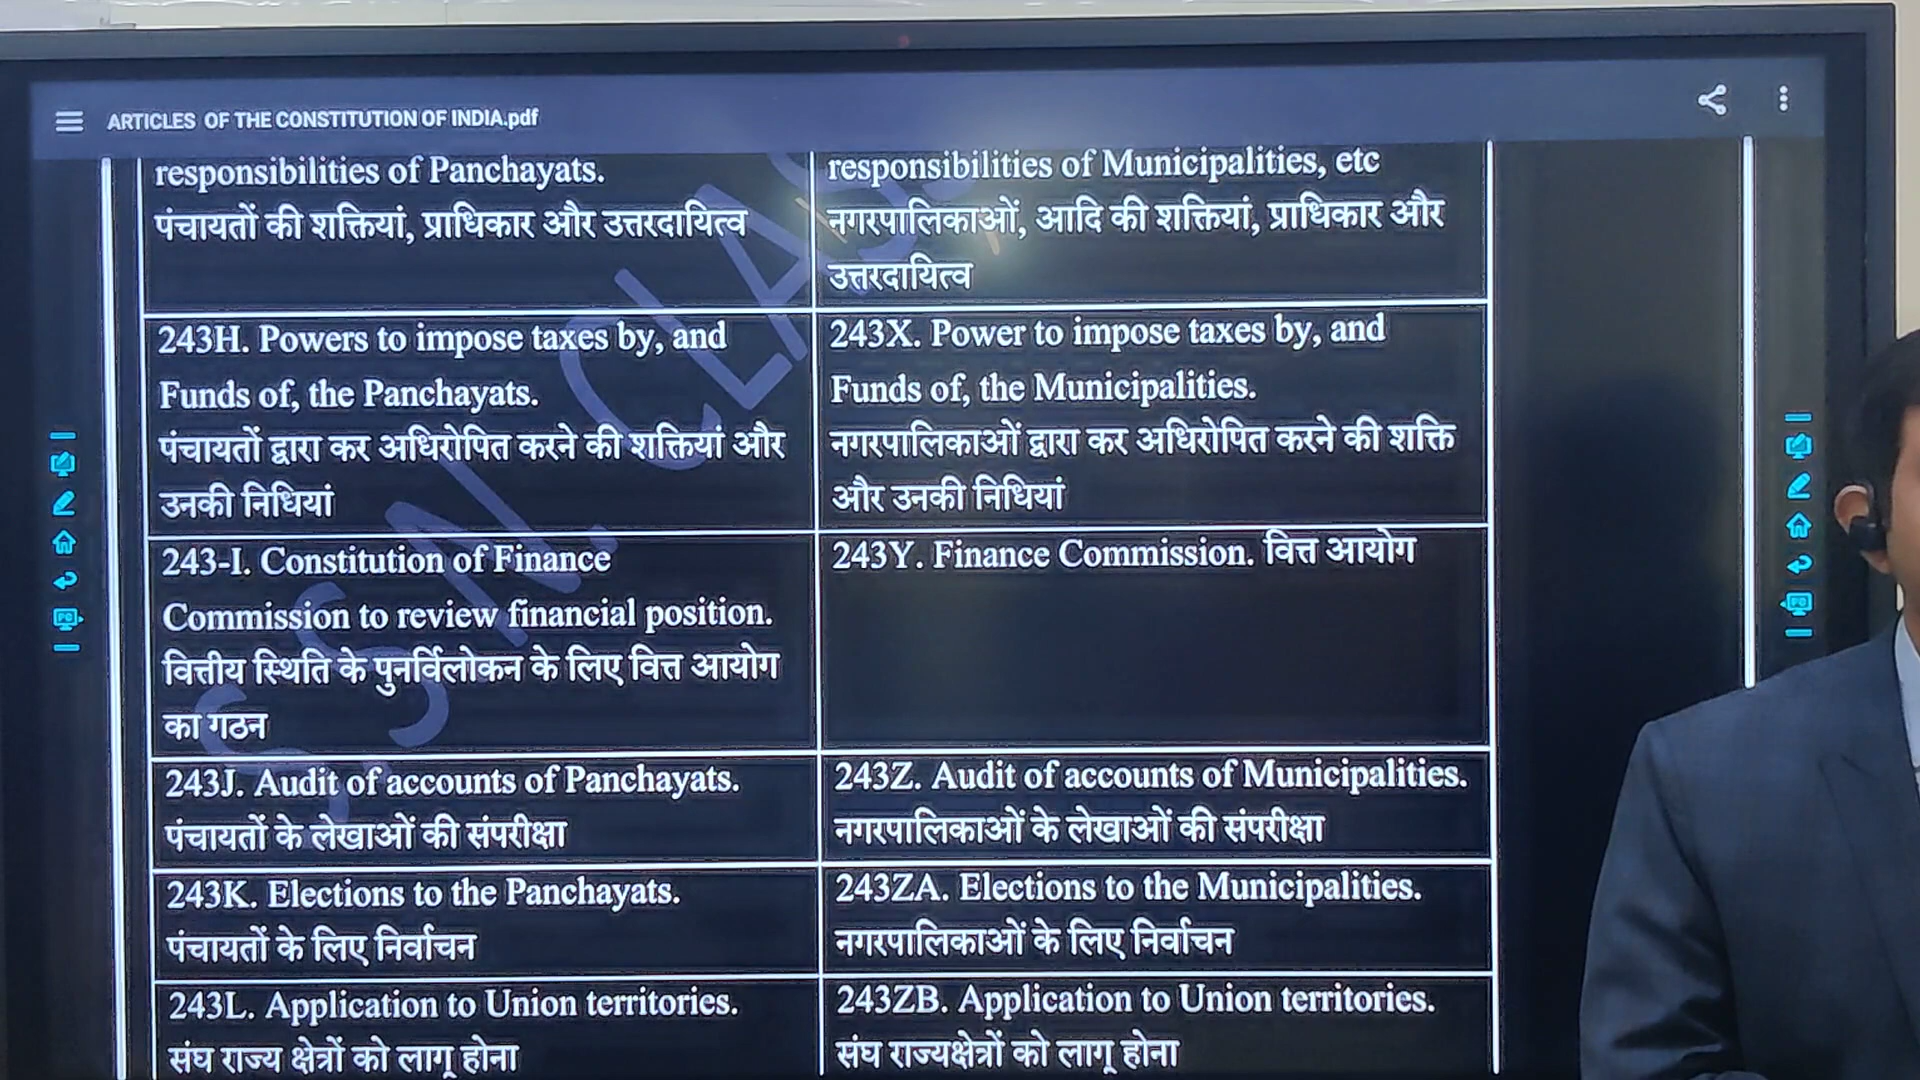 ARTICLES OF THE CONSTITUTION OF INDIA.pdf
responsibilities of Panchayats.
पंचायतों की शक्तियां, प्राधिकार और उत्तरदायित्व
responsibilities of Municipalities, etc
नगरपालिकाओं, आदि की शक्तियां, प्राधिकार और
उत्तरदायित्व
243H. Powers to impose taxes by, and
Funds of, the Panchayats.
पंचायतों द्वारा कर अधिरोपित करने की शक्तियां और
उनकी निधियां
243X. Power to impose taxes by, and
Funds of, the Municipalities.
नगरपालिकाओं द्वारा कर अधिरोपित करने की शक्ति
और उनकी निधियां
243-I. Constitution of Finance
Commission to review financial position.
वित्तीय स्थिति के पुनर्विलोकन के लिए वित्त आयोग
का गठन
243Y. Finance Commission. वित्त आयोग
243J. Audit of accounts of Panchayats.
पंचायतों के लेखाओं की संपरीक्षा
243Z. Audit of accounts of Municipalities.
नगरपालिकाओं के लेखाओं की संपरीक्षा
243K. Elections to the Panchayats.
पंचायतों के लिए निर्वाचन
243ZA. Elections to the Municipalities.
नगरपालिकाओं के लिए निर्वाचन
243L. Application to Union territories.
संघ राज्य क्षेत्रों को लागू होना
243ZB. Application to Union territories.
संघ राज्यक्षेत्रों को लागू होना